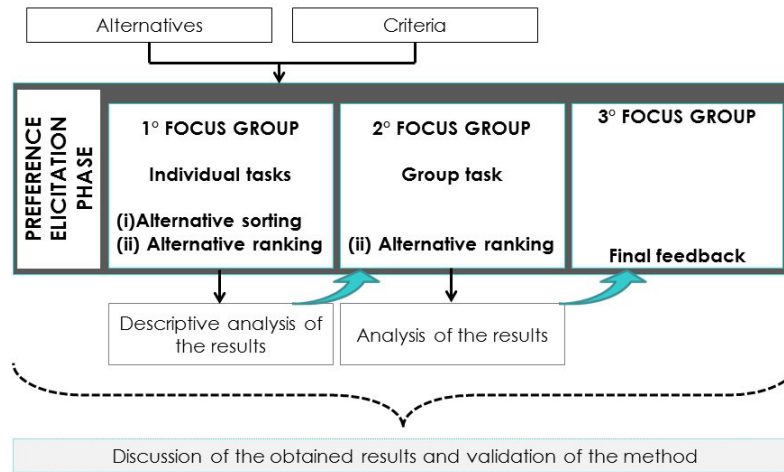 Alternatives
Criteria
PREFERENCE
ELICITATION
PHASE
1° FOCUS GROUP
Individual tasks
(i)Alternative sorting
(ii) Alternative ranking
2° FOCUS GROUP
Group task
(ii) Alternative ranking
3° FOCUS GROUP
Final feedback
Descriptive analysis of
the results
Analysis of the results
Discussion of the obtained results and validation of the method